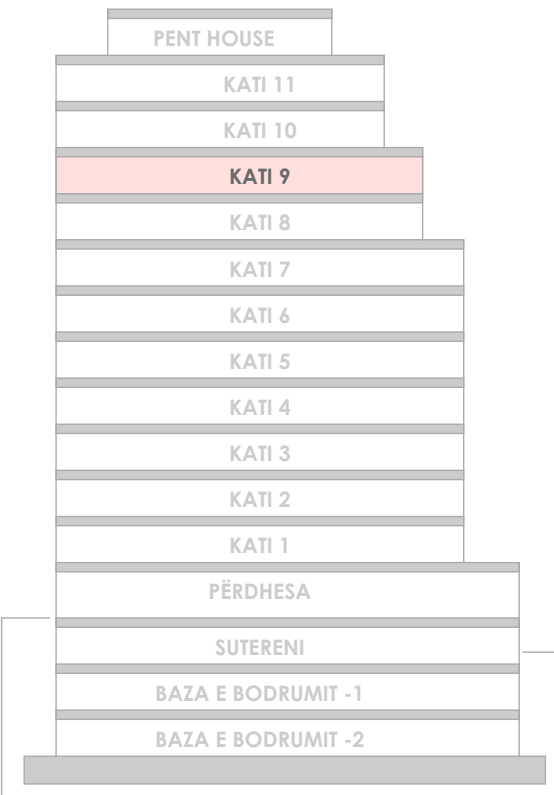 PENT HOUSE
KATI 11
KATI 10
KATI 9
KATI 8
KATI 7
KATI 6
KATI 5
KATI 4
KATI 3
KATI 2
KATI 1
PËRDHESA
SUTERENI
BAZA E BODRUMIT -1
BAZA E BODRUMIT -2